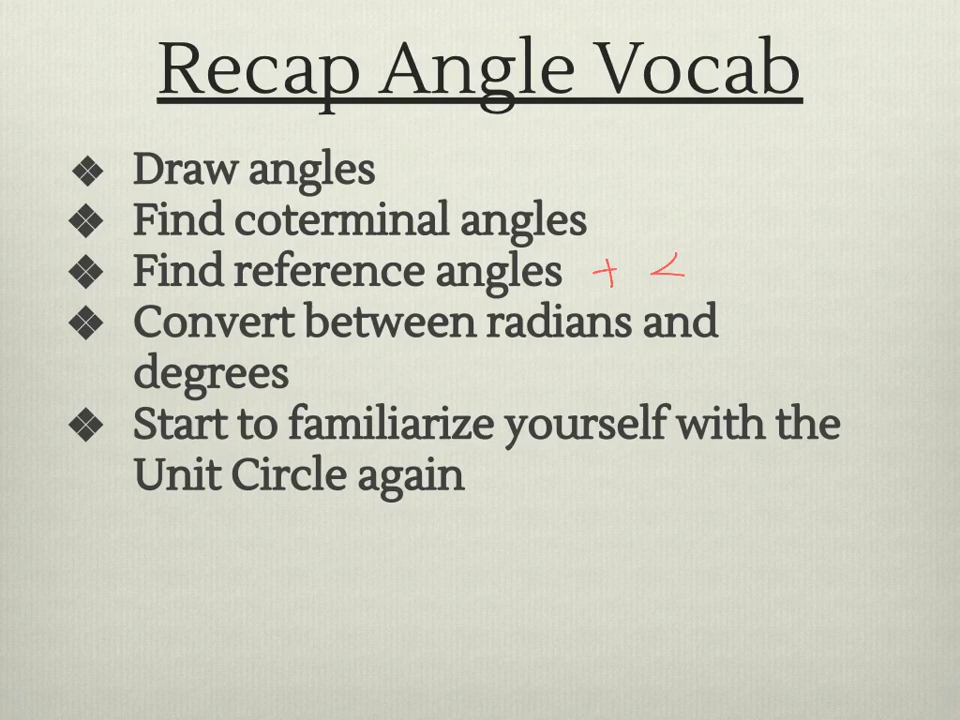 Recap Angle Vocab
❖ Draw angles
❖ Find coterminal angles
❖ Find reference angles + ∠
❖ Convert between radians and
degrees
❖ Start to familiarize yourself with the
Unit Circle again